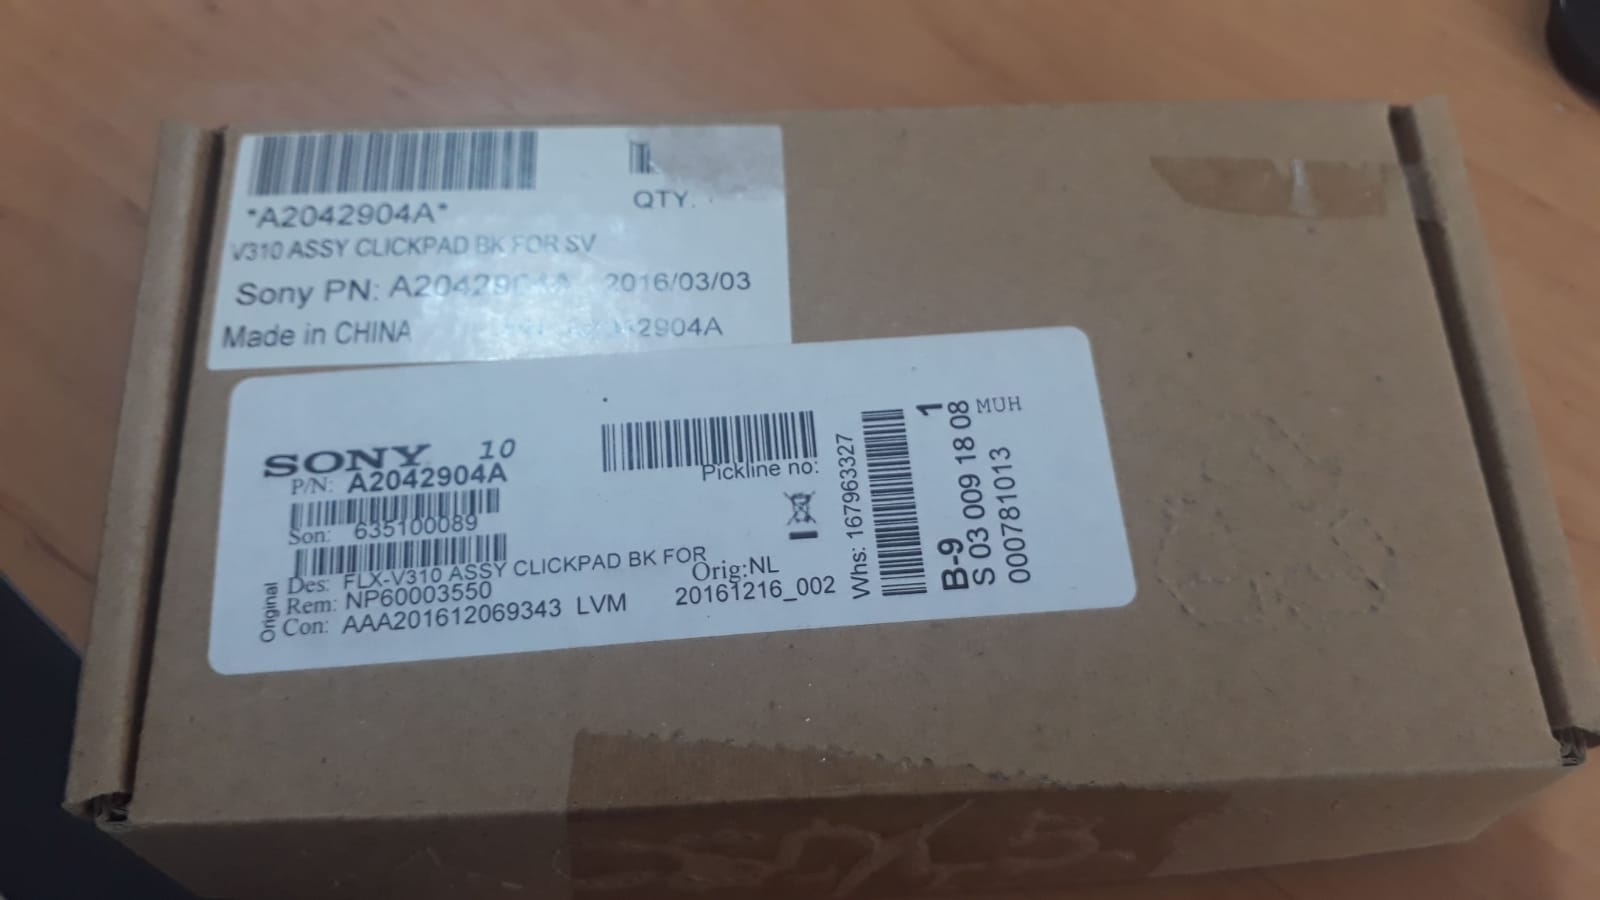 *A2042904A*
QTY:
V310 ASSY CLICKPAD BK FOR SV
Sony PN: A2042904A 2016/03/03
Made in CHINA A2042904A
SONY 10
P/N: A2042904A
Pickline no:
Son: 635100089
Original
Des: FLX-V310 ASSY CLICKPAD BK FOR
Rem: NP60003550
Orig:NL
Con: AAA201612069343 LVM
20161216_002
Whs: 167963327
B-9 1
S 03 009 18 08 MUH
000781013